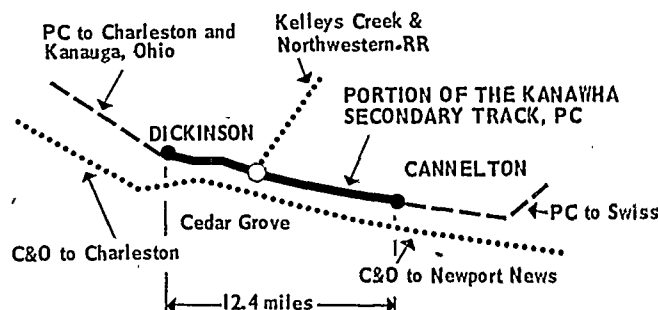 PC to Charleston and
Kanauga, Ohio
Kelleys Creek &
Northwestern.RR
PORTION OF THE KANAWHA
SECONDARY TRACK, PC
DICKINSON
CANNELTON
Cedar Grove
PC to Swiss
C&O to Charleston
C&O to Newport News
12.4 miles